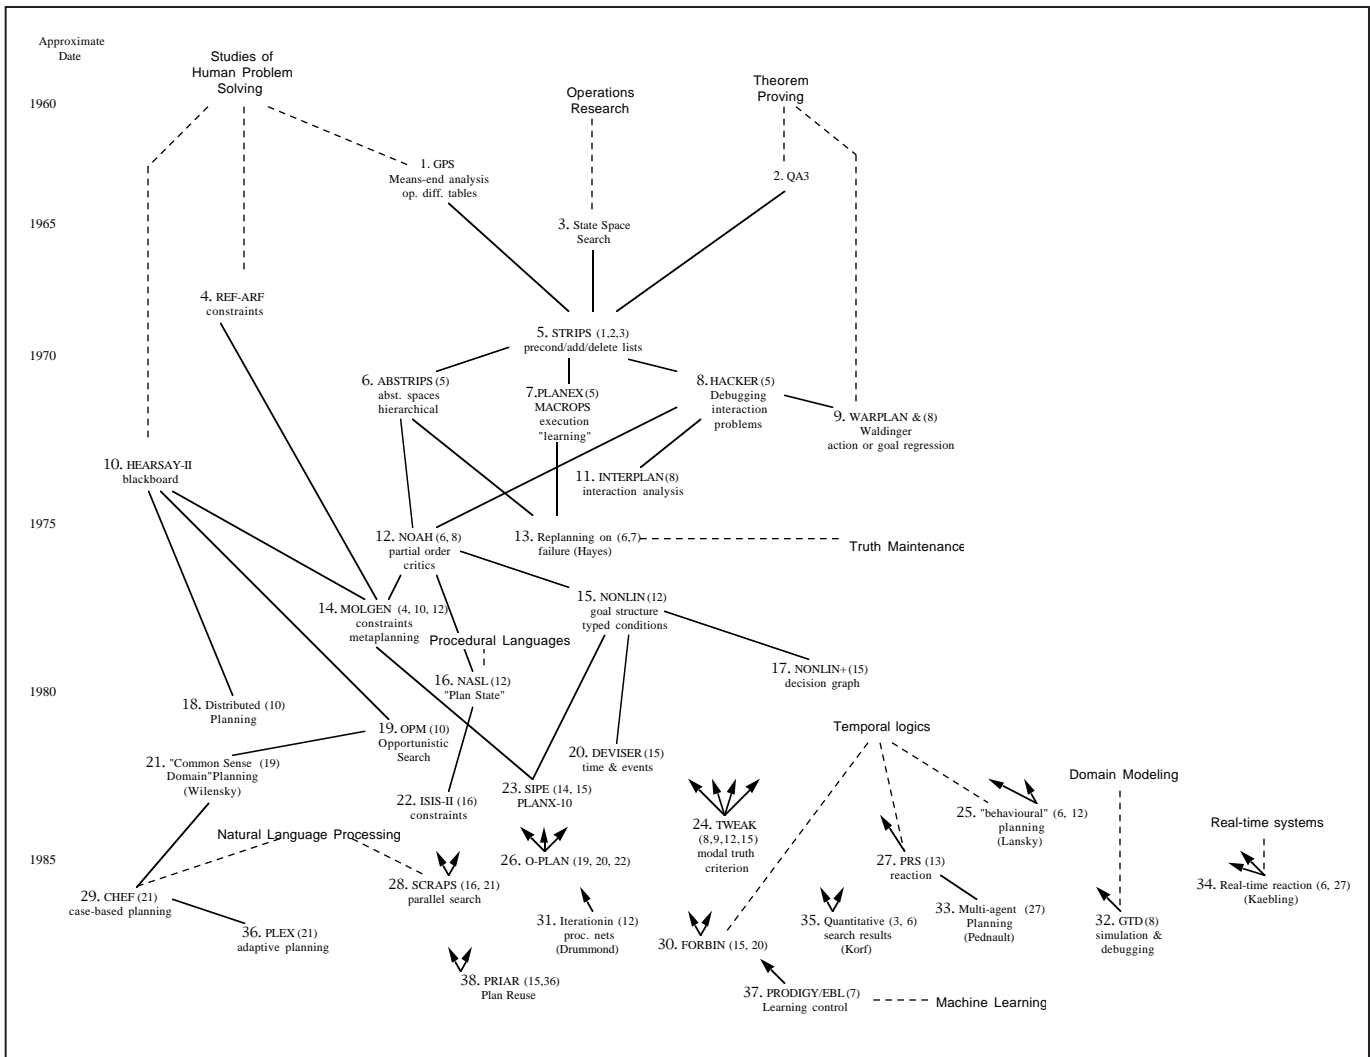 Approximate
Date
Studies of
Human Problem
Solving
Operations
Research
Theorem
Proving
1960
1. GPS
Means-end analysis
op. diff. tables
2. QA3
1965
3. State Space
Search
4. REF-ARF
constraints
5. STRIPS (1,2,3)
precond/add/delete lists
1970
6. ABSTRIPS (5)
abst. spaces
hierarchical
7.PLANEX (5)
MACROPS
execution
"learning"
8. HACKER (5)
Debugging
interaction
problems
9. WARPLAN & (8)
Waldinger
action or goal regression
10. HEARSAY-II
blackboard
11. INTERPLAN(8)
interaction analysis
1975
12. NOAH (6, 8)
partial order
critics
13. Replanning on (6,7)
failure (Hayes)
Truth Maintenance
14. MOLGEN (4, 10, 12)
constraints
metaplanning
15. NONLIN (12)
goal structure
typed conditions
Procedural Languages
16. NASL (12)
"Plan State"
17. NONLIN+ (15)
decision graph
1980
18. Distributed (10)
Planning
19. OPM (10)
Opportunistic
Search
Temporal logics
20. DEVISER (15)
time & events
21. "Common Sense (19)
Domain"Planning
(Wilensky)
22. ISIS-II (16)
constraints
23. SIPE (14, 15)
PLANX-10
24. TWEAK
(8,9,12,15)
modal truth
criterion
25. "behavioural" (6, 12)
planning
(Lansky)
Domain Modeling
Real-time systems
Natural Language Processing
1985
26. O-PLAN (19, 20, 22)
27. PRS (13)
reaction
28. SCRAPS (16, 21)
parallel search
29. CHEF (21)
case-based planning
34. Real-time reaction (6, 27)
(Kaebling)
31. Iterationin (12)
proc. nets
(Drummond)
35. Quantitative (3, 6)
search results
(Korf)
33. Multi-agent (27)
Planning
(Pednault)
32. GTD (8)
simulation &
debugging
36. PLEX (21)
adaptive planning
30. FORBIN (15, 20)
38. PRIAR (15,36)
Plan Reuse
37. PRODIGY/EBL (7)
Learning control
Machine Learning